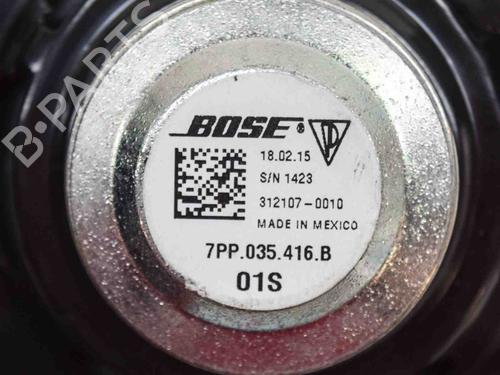 B-PARTS
BOSE®
18.02.15
S/N 1423
312107-0010
MADE IN MEXICO
7PP.035.416.B
01S